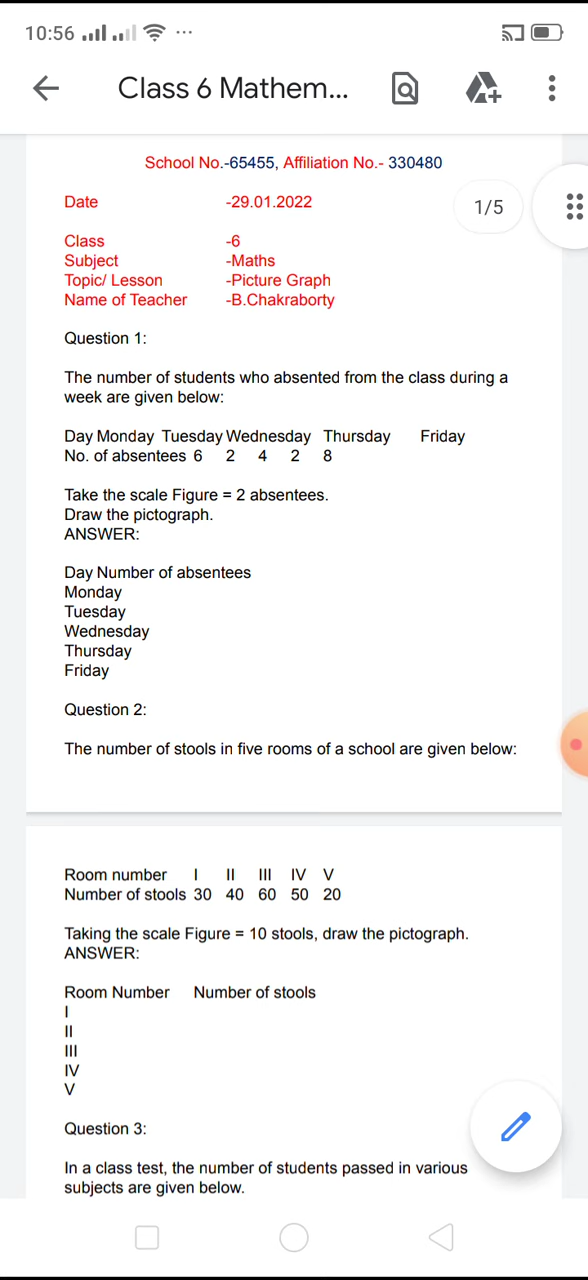 10:56 ...
Class 6 Mathem...
School No.-65455, Affiliation No.- 330480
Date -29.01.2022
1/5
Class -6
Subject -Maths
Topic/ Lesson -Picture Graph
Name of Teacher -B.Chakraborty
Question 1:
The number of students who absented from the class during a
week are given below:
Day Monday Tuesday Wednesday Thursday Friday
No. of absentees 6 2 4 2 8
Take the scale Figure = 2 absentees.
Draw the pictograph.
ANSWER:
Day Number of absentees
Monday
Tuesday
Wednesday
Thursday
Friday
Question 2:
The number of stools in five rooms of a school are given below:
Room number I II III IV V
Number of stools 30 40 60 50 20
Taking the scale Figure = 10 stools, draw the pictograph.
ANSWER:
Room Number Number of stools
I
II
III
IV
V
Question 3:
In a class test, the number of students passed in various
subjects are given below.